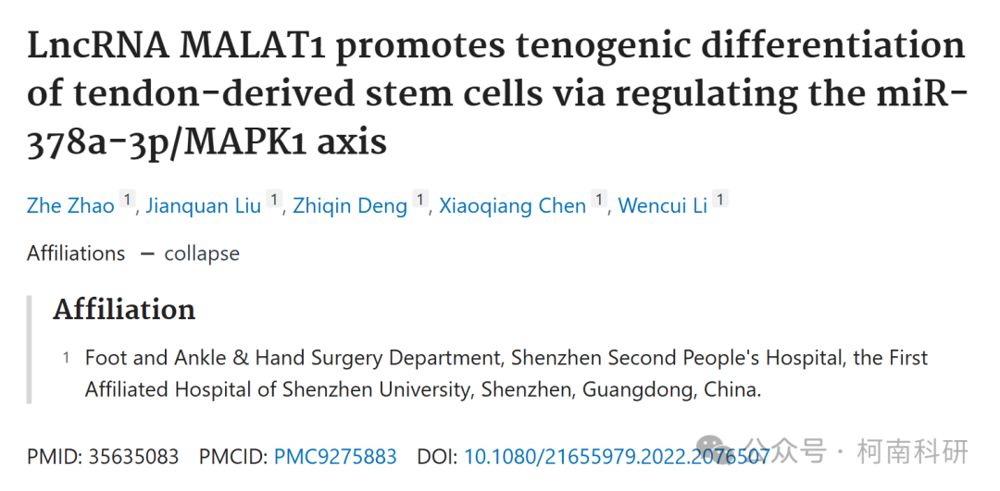 LncRNA MALAT1 promotes tenogenic differentiation
of tendon-derived stem cells via regulating the miR-
378a-3p/MAPK1 axis
Zhe Zhao 1, Jianquan Liu 1, Zhiqin Deng 1, Xiaoqiang Chen 1, Wencui Li 1
Affiliations — collapse
Affiliation
1 Foot and Ankle & Hand Surgery Department, Shenzhen Second People's Hospital, the First
Affiliated Hospital of Shenzhen University, Shenzhen, Guangdong, China.
PMID: 35635083 PMCID: PMC9275883 DOI: 10.1080/21655979.2022.2076507
公众号 · 柯南科研